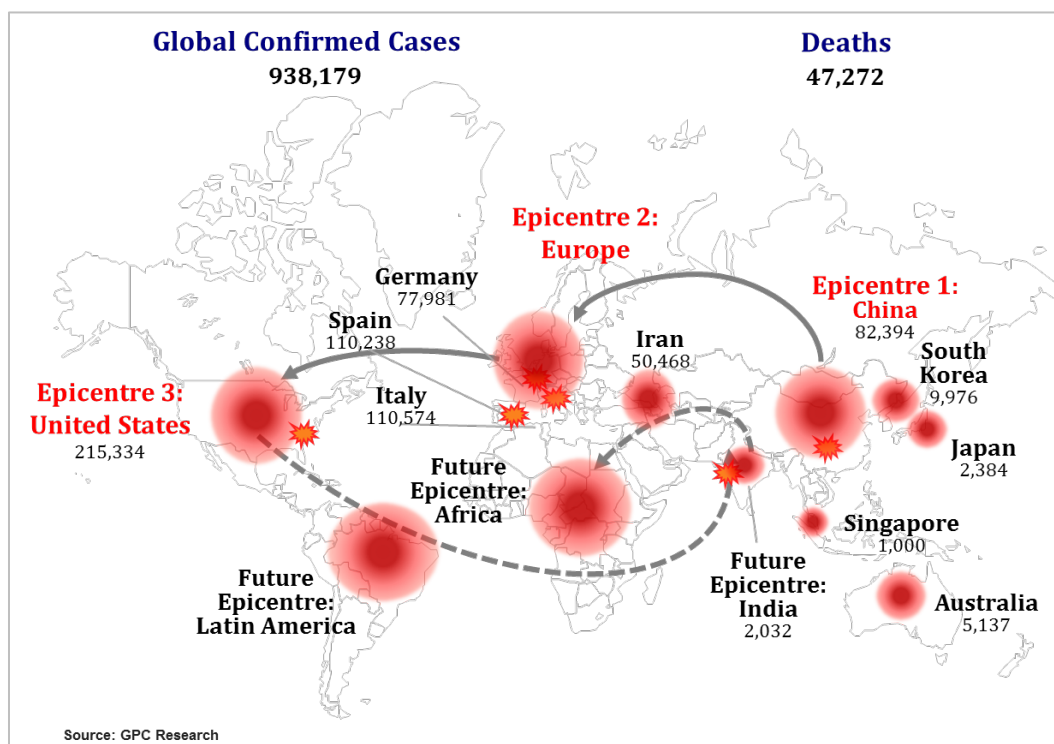 Global Confirmed Cases
938,179
Deaths
47,272
Epicentre 2:
Europe
Germany
77,981
Spain
110,238
Epicentre 1:
China
82,394
Iran
50,468
South
Korea
9,976
Epicentre 3:
United States
215,334
Italy
110,574
Japan
2,384
Future
Epicentre:
Africa
Singapore
1,000
Future
Epicentre:
Latin America
Future
Epicentre:
India
2,032
Australia
5,137
Source: GPC Research